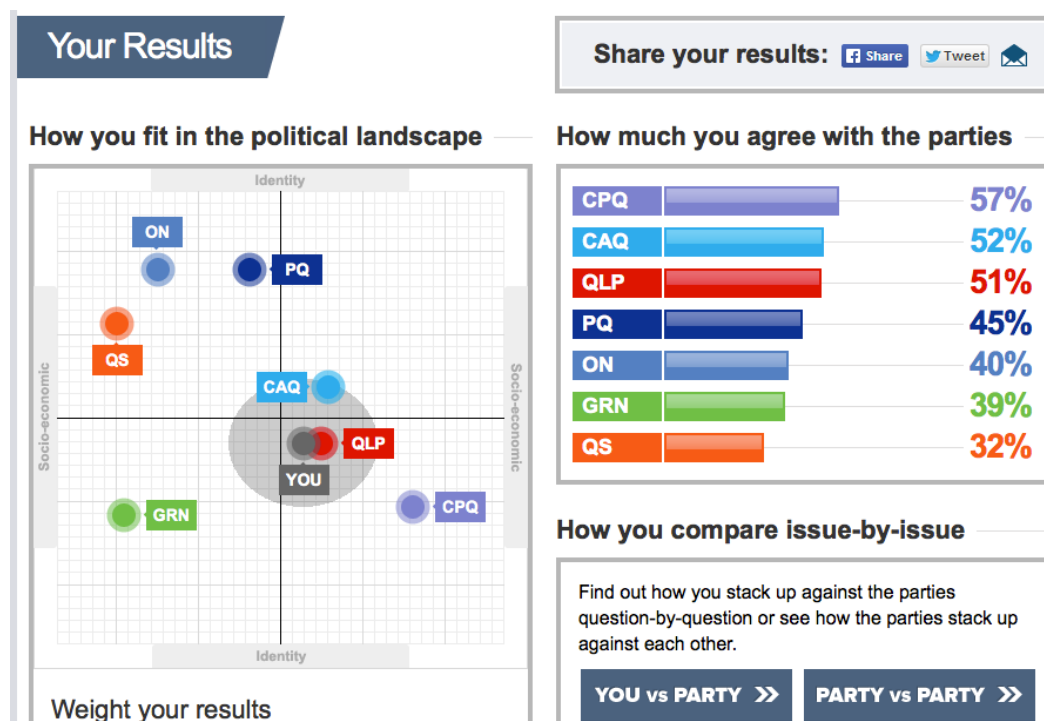 Your Results
Share your results:
Share
Tweet
How you fit in the political landscape
Identity
ON
PQ
QS
CAQ
Socio-economic
Socio-economic
QLP
YOU
GRN
CPQ
Identity
Weight your results
How much you agree with the parties
CPQ 57%
CAQ 52%
QLP 51%
PQ 45%
ON 40%
GRN 39%
QS 32%
How you compare issue-by-issue
Find out how you stack up against the parties
question-by-question or see how the parties stack up
against each other.
YOU vs PARTY >>
PARTY vs PARTY >>